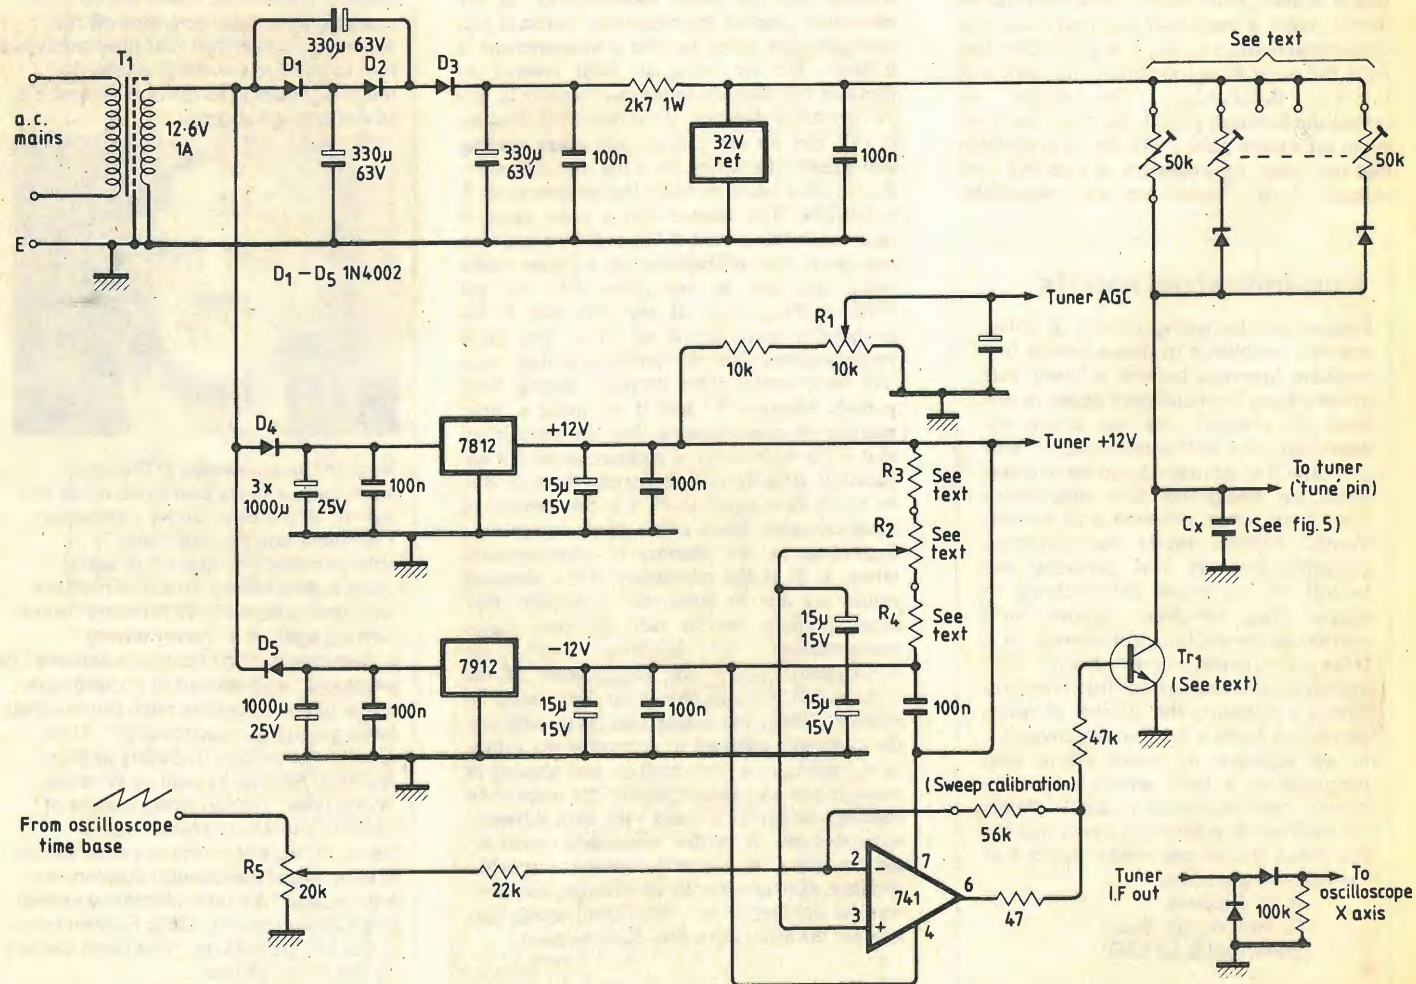 330µ 63V
See text
T1
D1
D2
D3
a.c.
mains
12·6V
1A
330µ
63V
330µ
63V
100n
2k7 1W
32V
ref
100n
50k
50k
E
D1 – D5 1N4002
Tuner AGC
R1
10k
10k
D4
7812
+12V
Tuner +12V
3x
1000µ
25V
100n
15µ
15V
100n
R3
See
text
R2
See
text
R4
See
text
To tuner
('tune' pin)
Cx
(See fig.5)
D5
7912
−12V
1000µ
25V
100n
15µ
15V
100n
15µ
15V
15µ
15V
100n
Tr1
(See text)
47k
From oscilloscope
time base
R5
20k
22k
(Sweep calibration)
56k
2
−
7
741
6
3
+
4
47
Tuner
I.F out
100k
To
oscilloscope
X axis